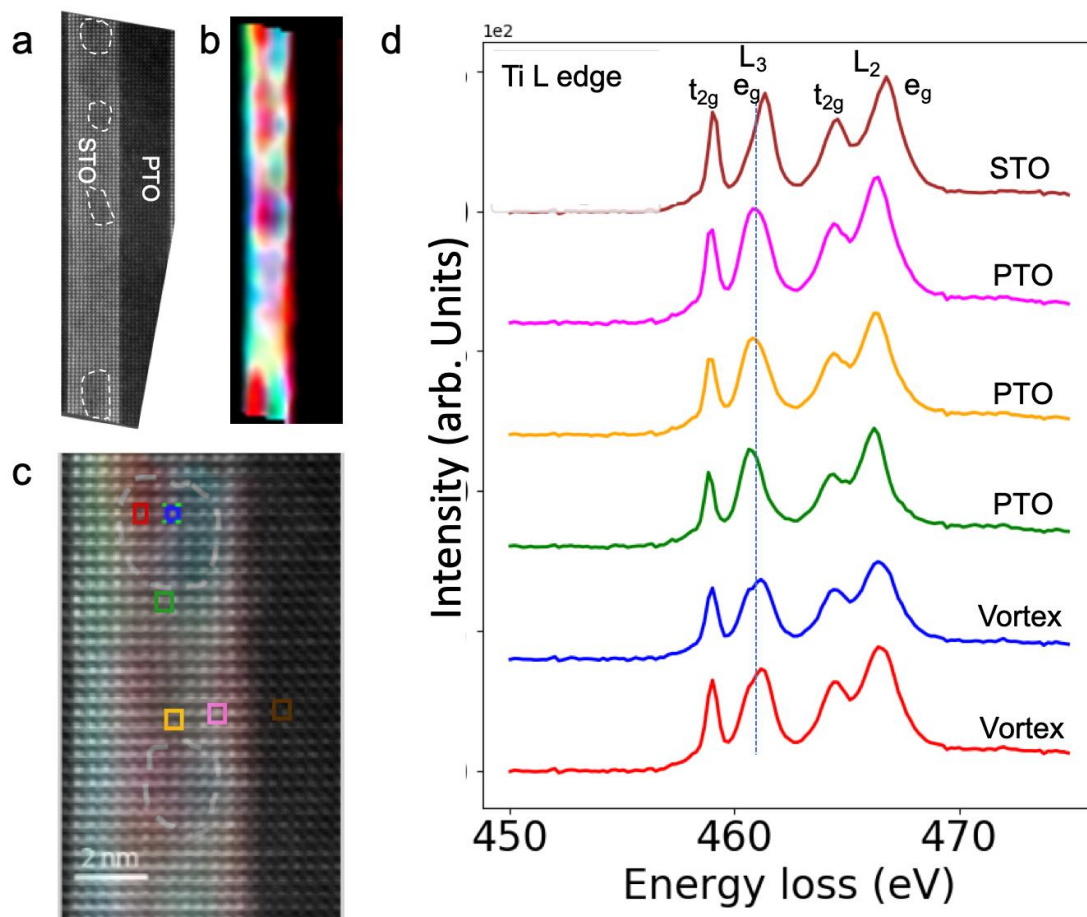 a
STO
PTO
b
c
2 nm
d
1e2
Ti L edge
L3
L2
t2g
eg
t2g
eg
STO
PTO
PTO
PTO
Vortex
Vortex
Intensity (arb. Units)
450
460
470
Energy loss (eV)